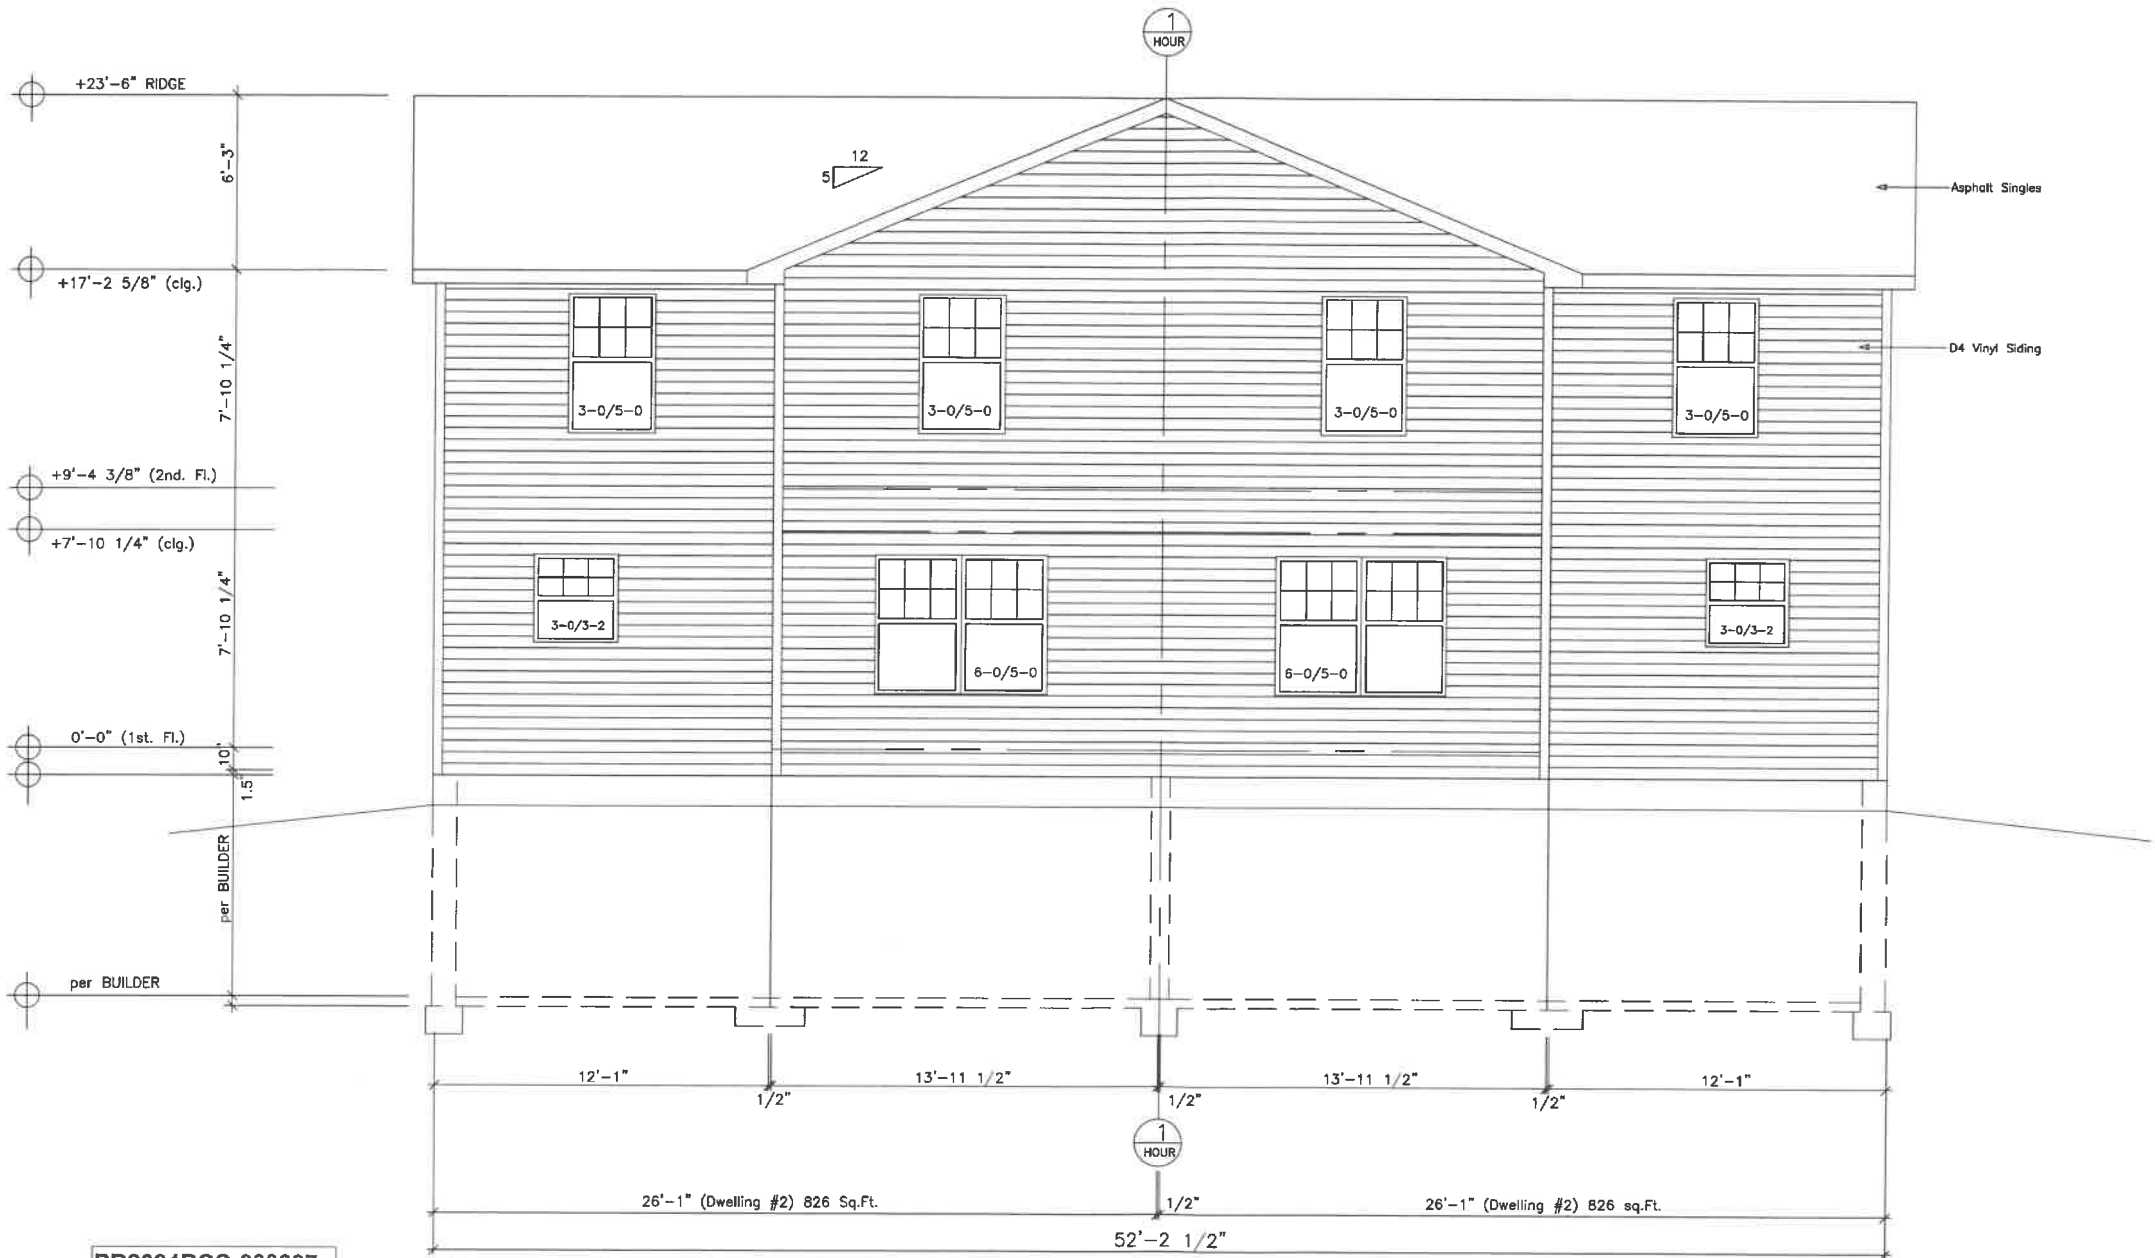 1
HOUR
+23'-6" RIDGE
6'-3"
12
5
Asphalt Singles
+17'-2 5/8" (clg.)
7'-10 1/4"
D4 Vinyl Siding
3-0/5-0
3-0/5-0
3-0/5-0
3-0/5-0
+9'-4 3/8" (2nd. Fl.)
+7'-10 1/4" (clg.)
7'-10 1/4"
3-0/3-2
6-0/5-0
6-0/5-0
3-0/3-2
0'-0" (1st. Fl.)
10"
1.5"
per BUILDER
per BUILDER
12'-1"
13'-11 1/2"
13'-11 1/2"
12'-1"
1/2"
1/2"
1/2"
1
HOUR
26'-1" (Dwelling #2) 826 Sq.Ft.
1/2"
26'-1" (Dwelling #2) 826 sq.Ft.
52'-2 1/2"